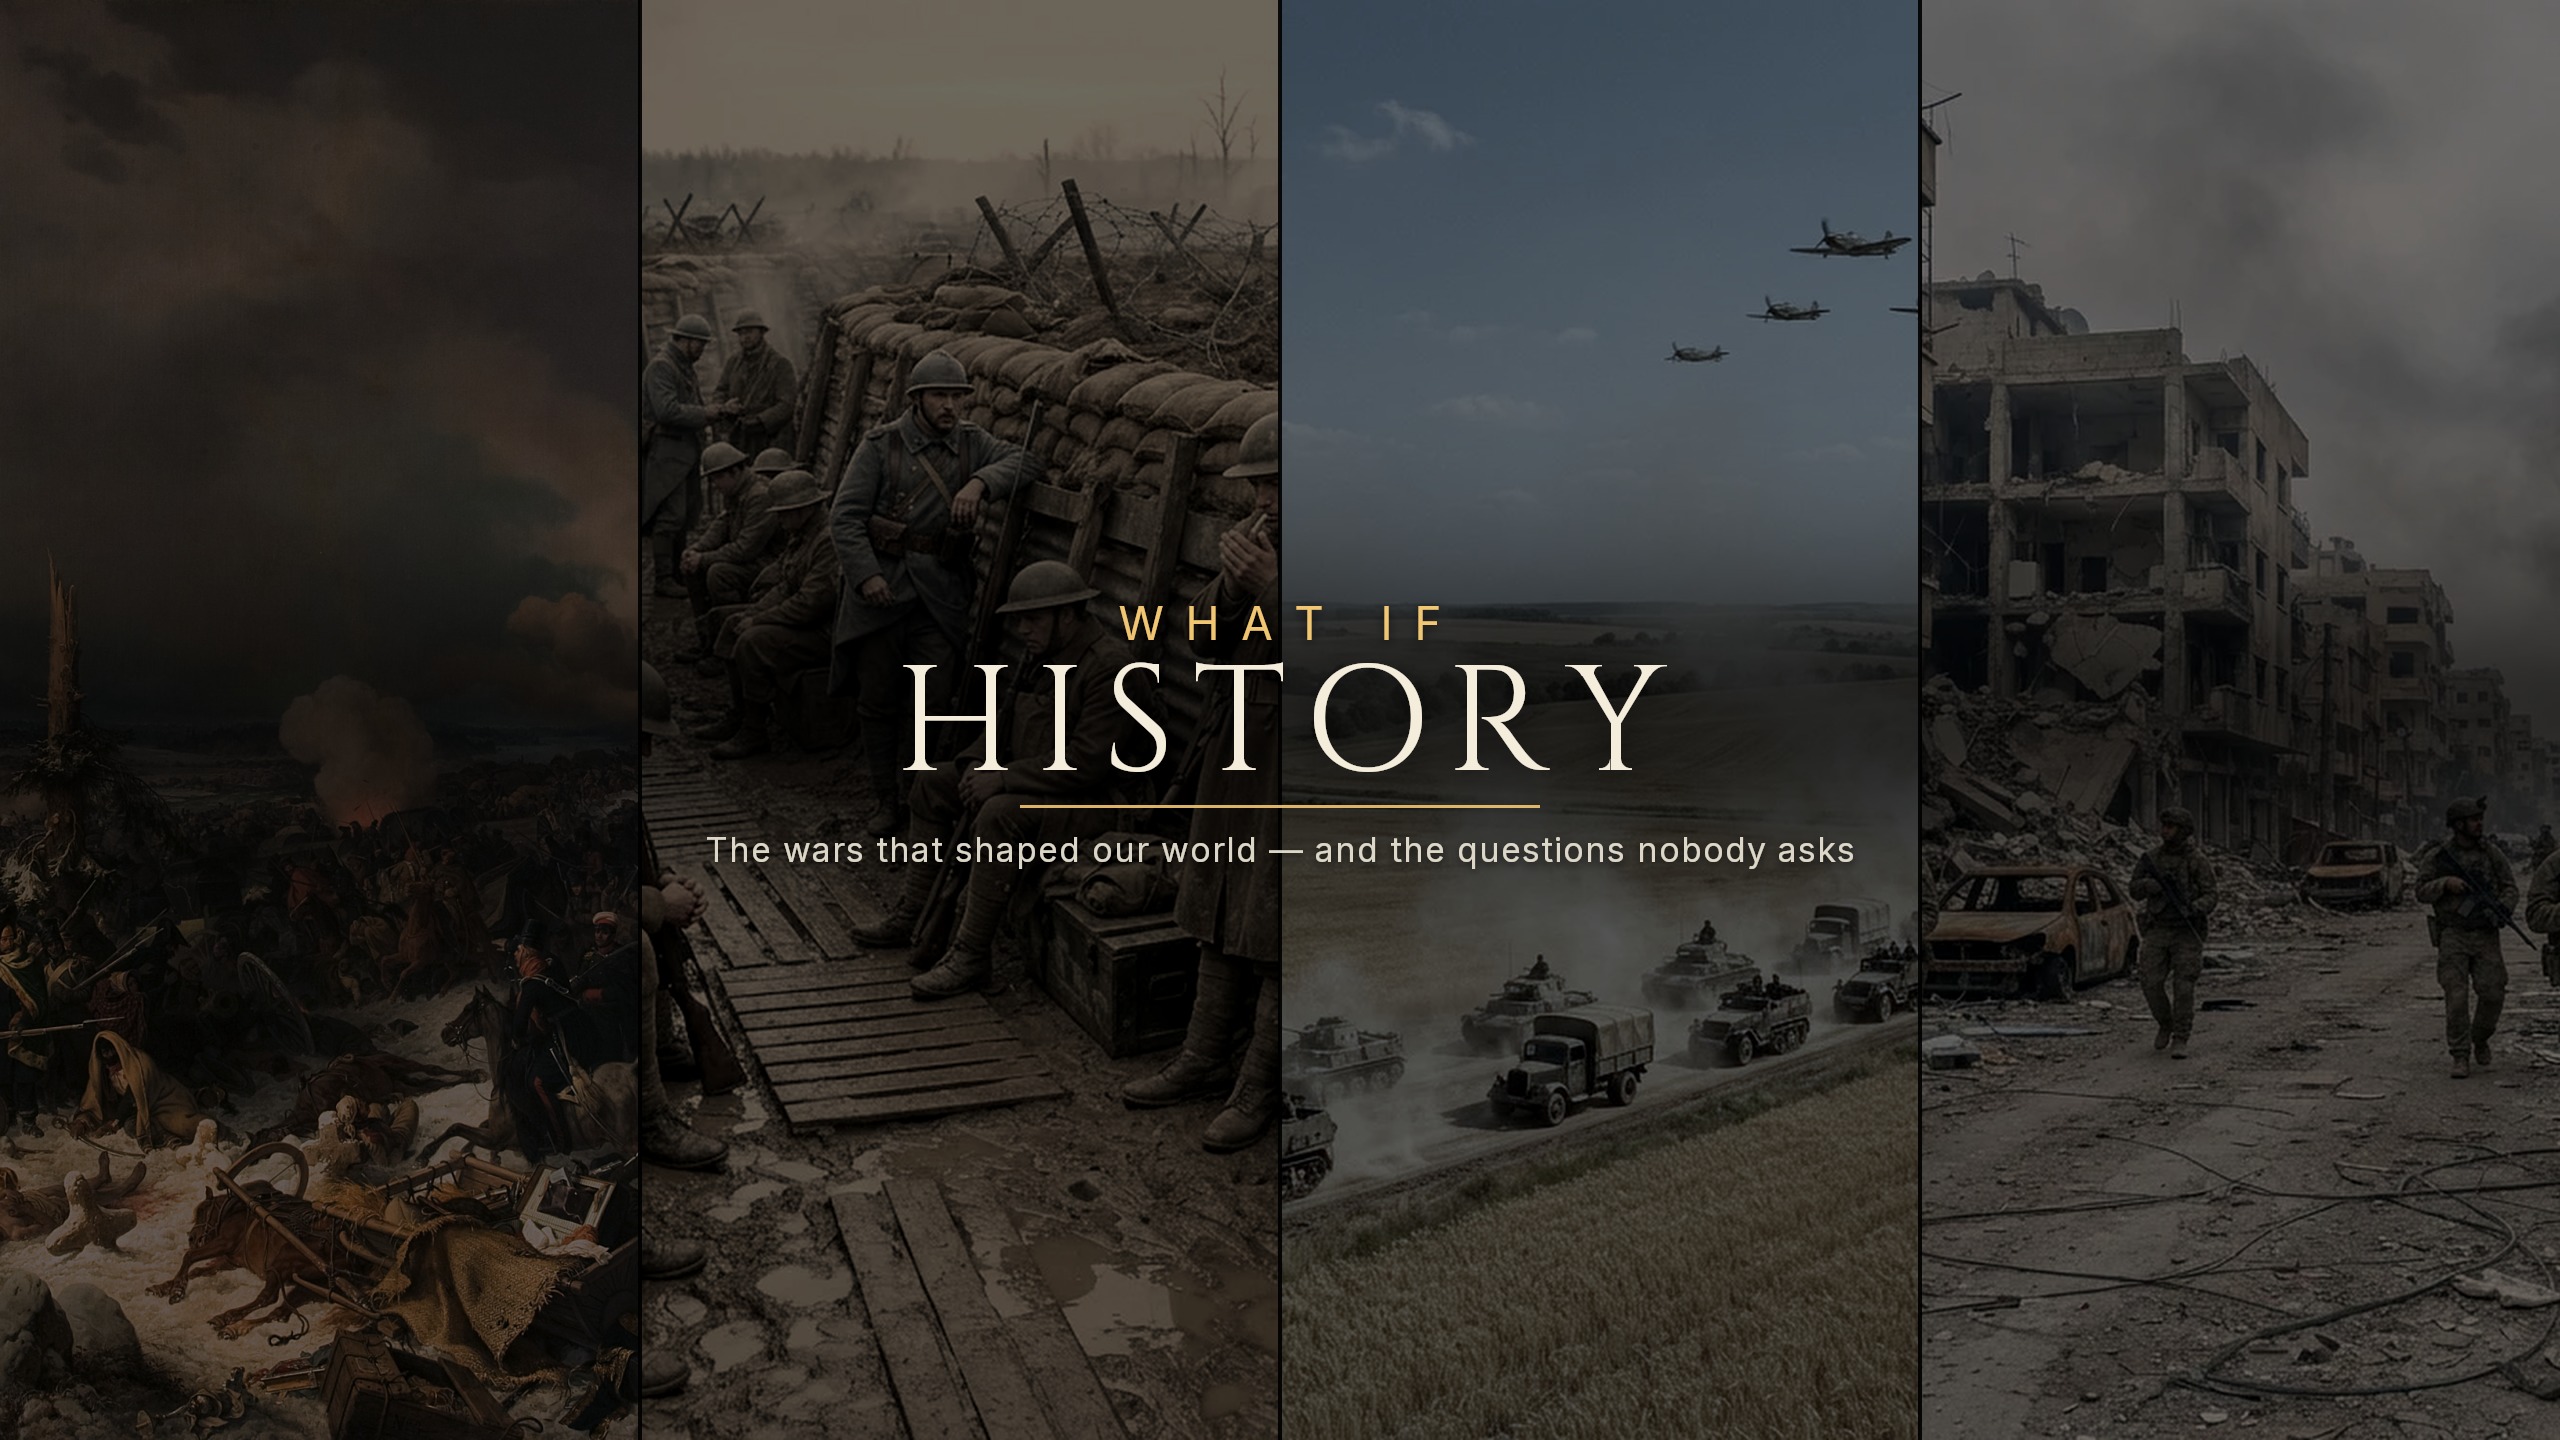 WHAT IF
HISTORY
The wars that shaped our world — and the questions nobody asks